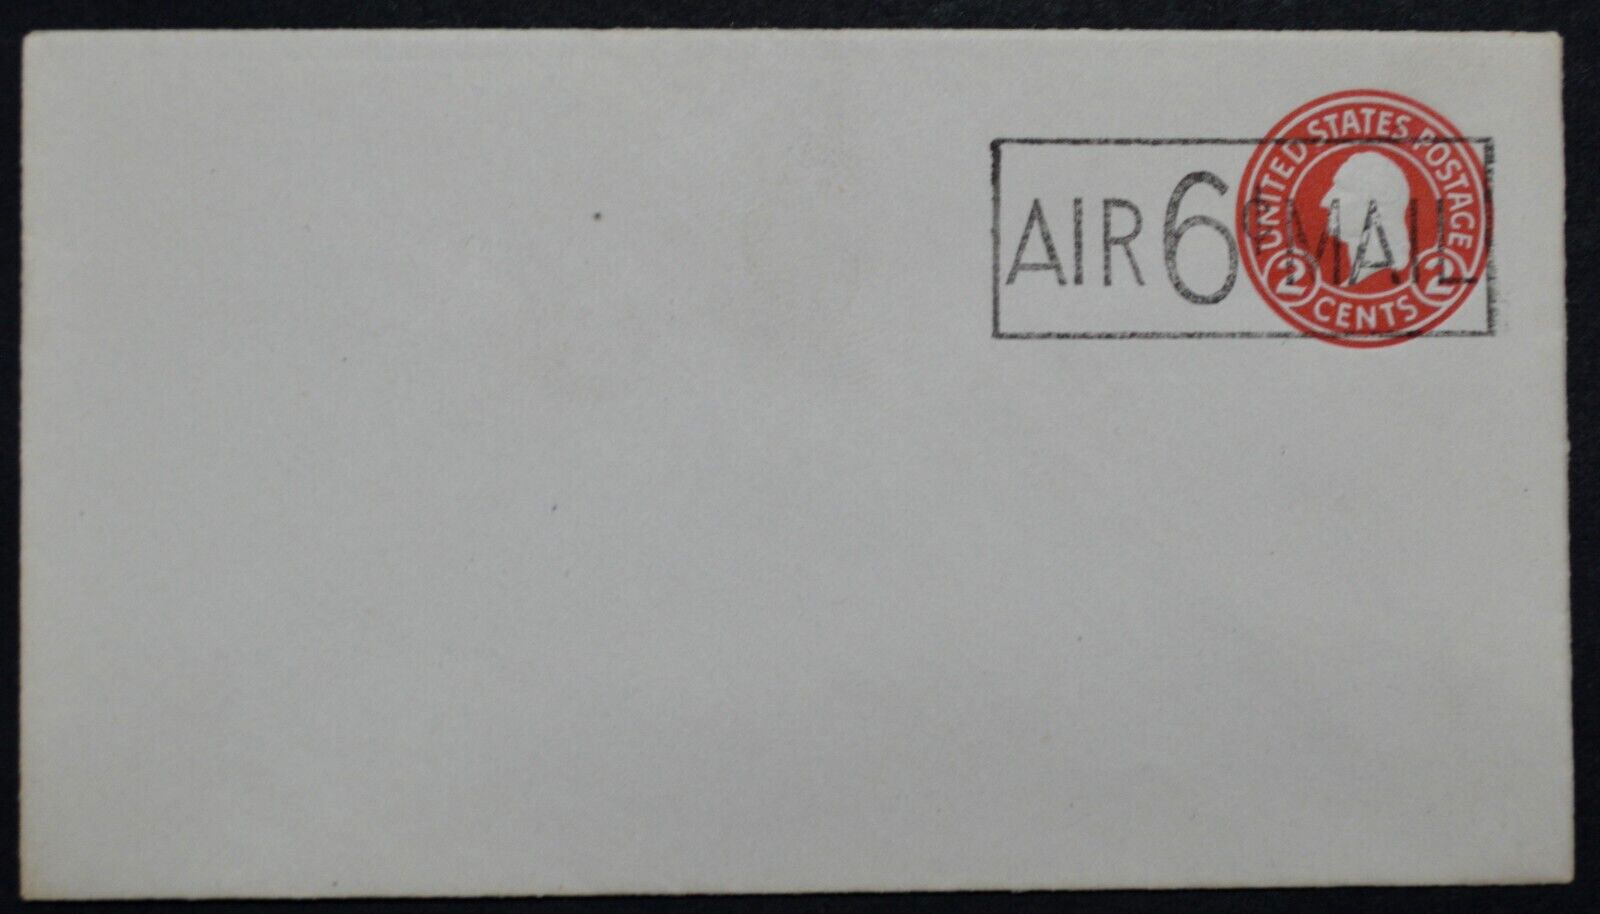 UNITED STATES POSTAGE
AIR 6¢ MAIL
2 CENTS 2